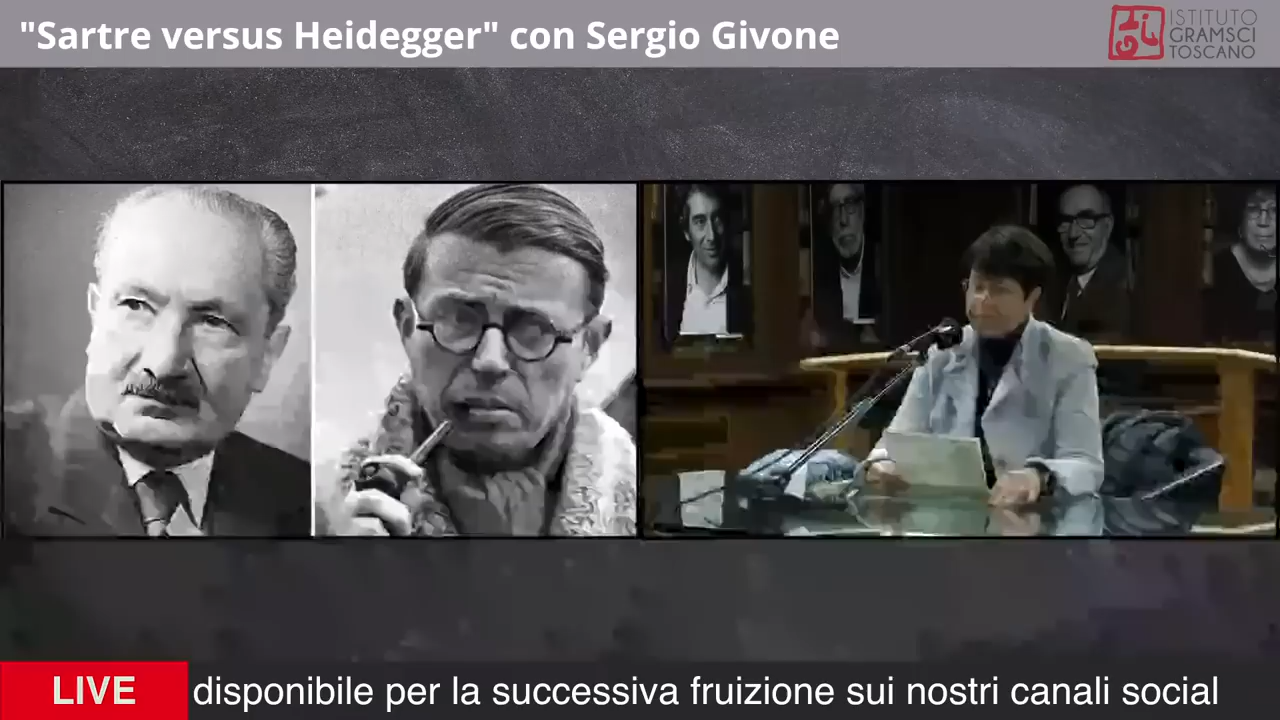 "Sartre versus Heidegger" con Sergio Givone
ISTITUTO
GRAMSCI
TOSCANO
LIVE
disponibile per la successiva fruizione sui nostri canali social